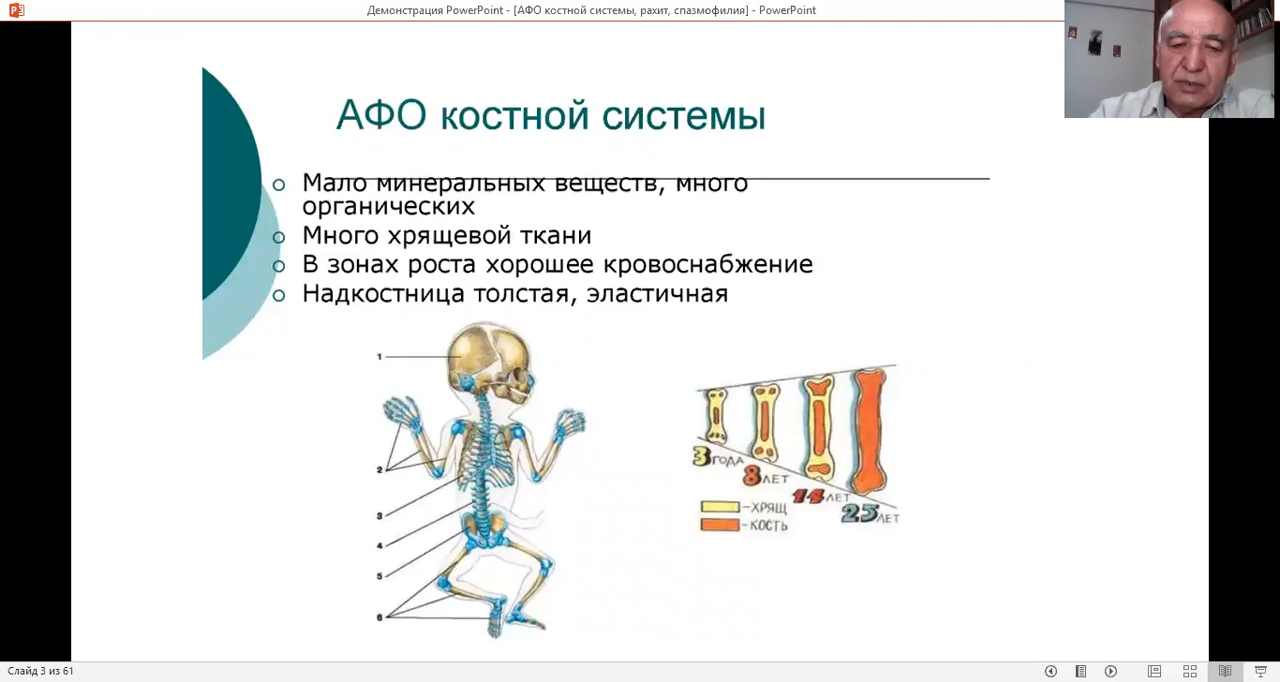 Демонстрация PowerPoint - [АФО костной системы, рахит, спазмофилия] - PowerPoint
АФО костной системы
Мало минеральных веществ, много
органических
Много хрящевой ткани
В зонах роста хорошее кровоснабжение
Надкостница толстая, эластичная
1
2
3
4
5
6
3 ГОДА
8 ЛЕТ
14 ЛЕТ
25 ЛЕТ
-ХРЯЩ
-КОСТЬ
Слайд 3 из 61